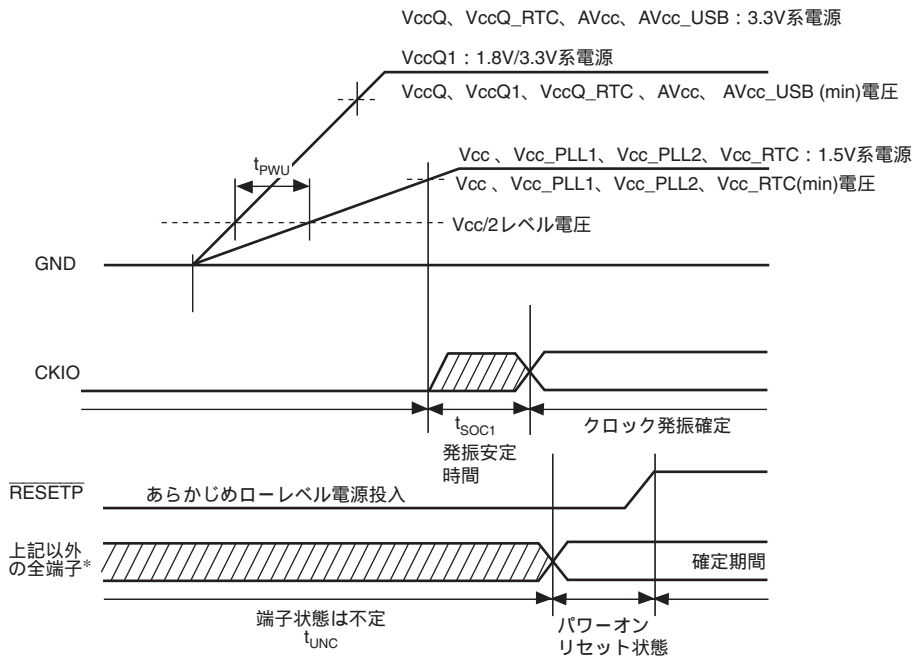 VccQ、VccQ_RTC、AVcc、AVcc_USB：3.3V系電源
VccQ1：1.8V/3.3V系電源
VccQ、VccQ1、VccQ_RTC 、AVcc、 AVcc_USB (min)電圧
tPWU
Vcc 、Vcc_PLL1、Vcc_PLL2、Vcc_RTC：1.5V系電源
Vcc 、Vcc_PLL1、Vcc_PLL2、Vcc_RTC(min)電圧
Vcc/2レベル電圧
GND
CKIO
tSOC1
発振安定
時間
クロック発振確定
RESETP
あらかじめローレベル電源投入
上記以外
の全端子*
確定期間
端子状態は不定
tUNC
パワーオン
リセット状態